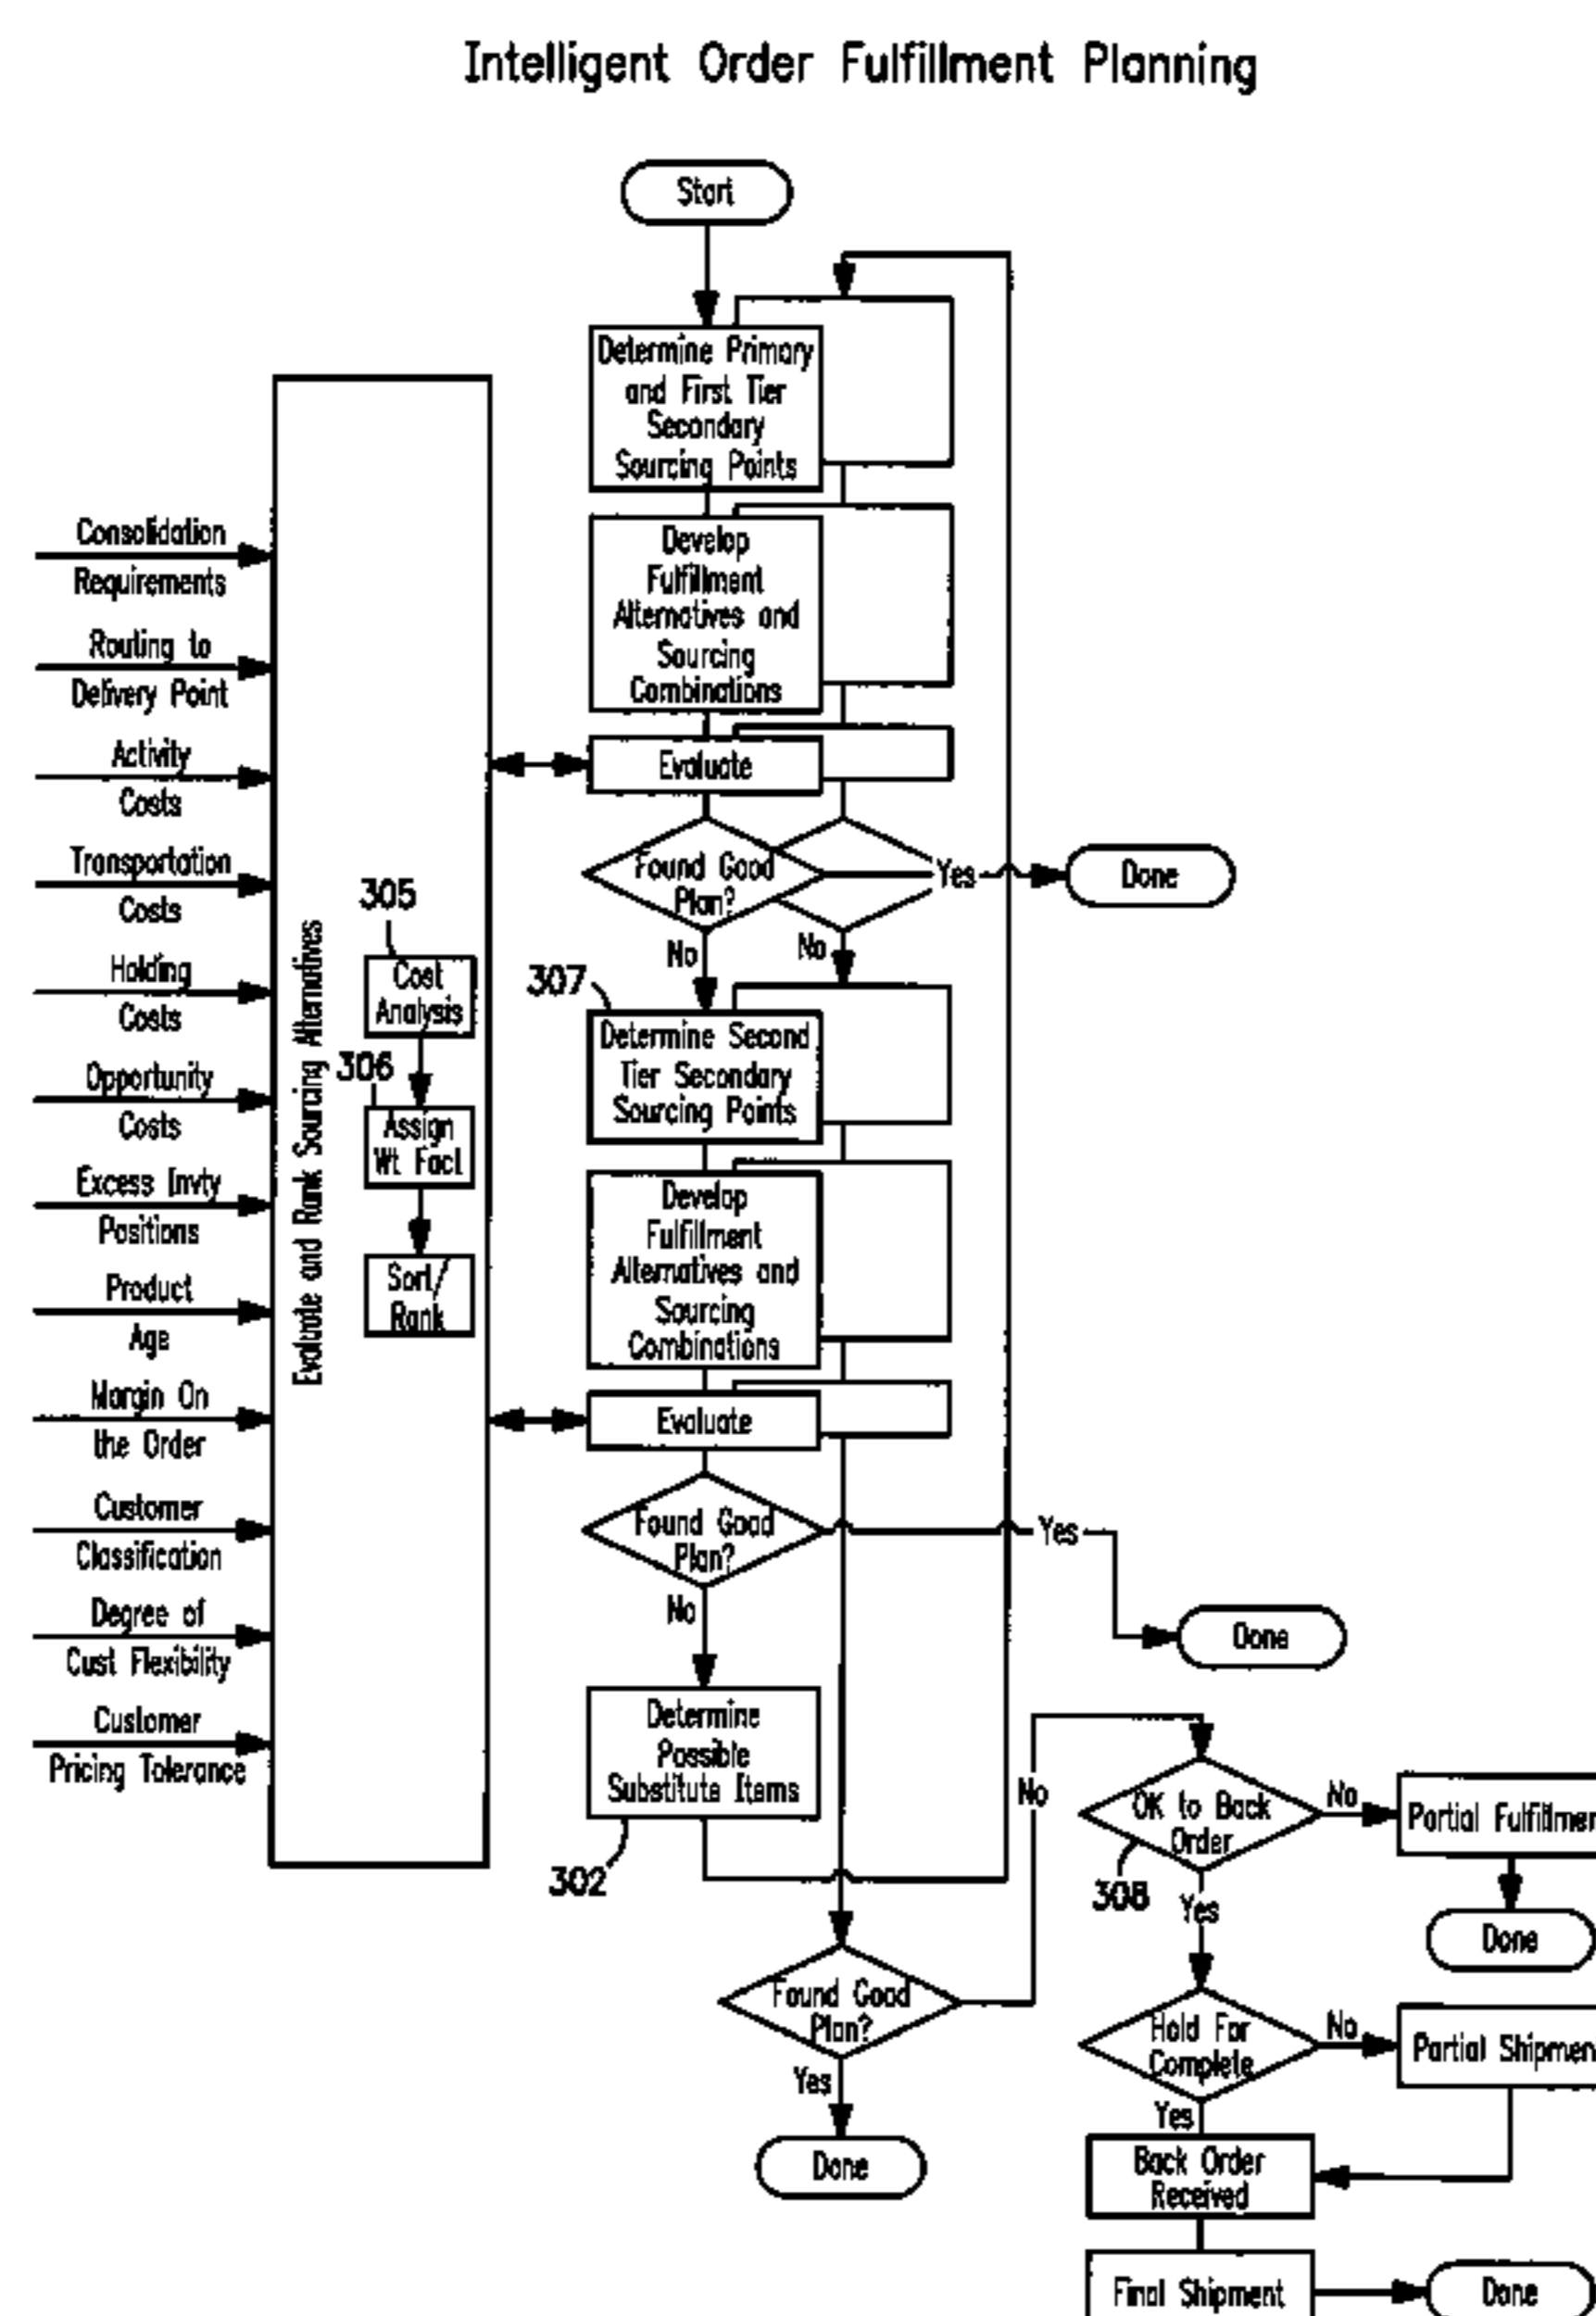 Intelligent Order Fulfillment Planning
Start
Determine Primary
and First Tier
Secondary
Sourcing Points
Develop
Fulfillment
Alternatives and
Sourcing
Combinations
Evaluate
Found Good
Plan?
Yes
Done
No
No
307
Determine Second
Tier Secondary
Sourcing Points
Develop
Fulfillment
Alternatives and
Sourcing
Combinations
Evaluate
Found Good
Plan?
Yes
Done
No
Determine
Possible
Substitute Items
302
Found Good
Plan?
No
Yes
Done
Consolidation
Requirements
Routing to
Delivery Point
Activity
Costs
Transportation
Costs
Holding
Costs
Opportunity
Costs
Excess Invty
Positions
Product
Age
Margin On
the Order
Customer
Classification
Degree of
Cust Flexibility
Customer
Pricing Tolerance
Evaluate and Rank Sourcing Alternatives
305
Cost
Analysis
306
Assign
Wt Fact
Sort/
Rank
OK to Back
Order
308
No
Partial Fulfillmen
Done
Yes
Hold For
Complete
No
Partial Shipmen
Yes
Back Order
Received
Final Shipment
Done